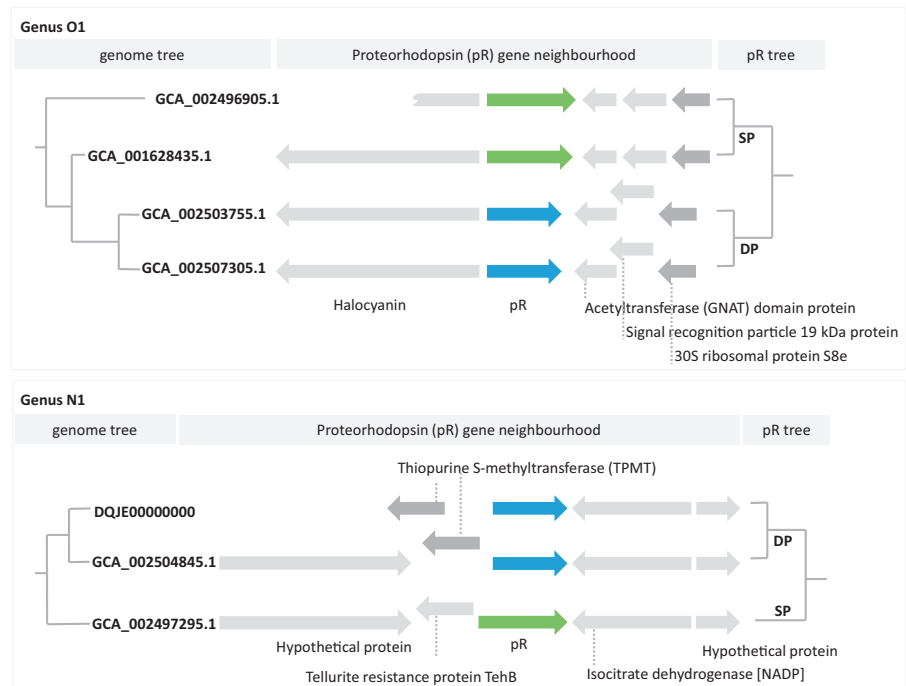 Genus O1
genome tree
Proteorhodopsin (pR) gene neighbourhood
pR tree
GCA_002496905.1
SP
GCA_001628435.1
GCA_002503755.1
DP
GCA_002507305.1
Halocyanin
pR
Acetyltransferase (GNAT) domain protein
Signal recognition particle 19 kDa protein
30S ribosomal protein S8e
Genus N1
genome tree
Proteorhodopsin (pR) gene neighbourhood
pR tree
Thiopurine S-methyltransferase (TPMT)
DQJE00000000
DP
GCA_002504845.1
SP
GCA_002497295.1
Hypothetical protein
pR
Hypothetical protein
Tellurite resistance protein TehB
Isocitrate dehydrogenase [NADP]